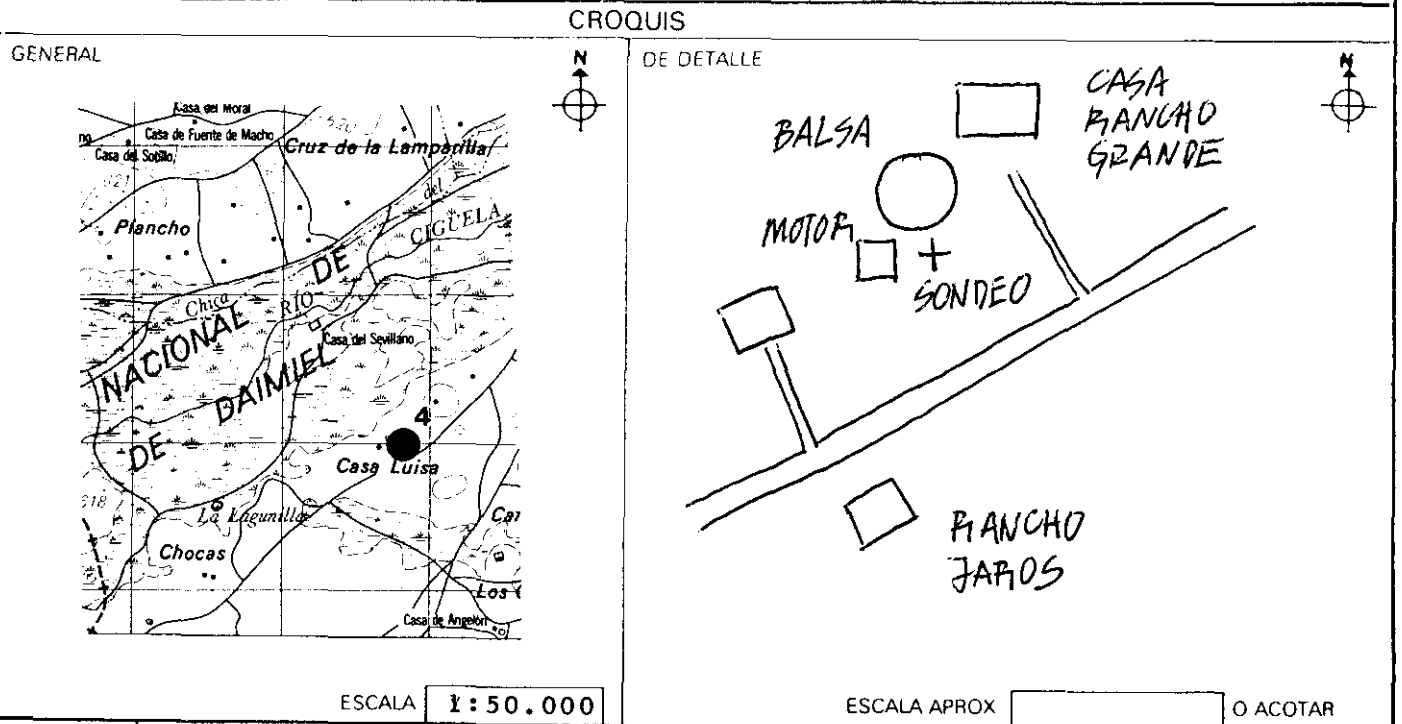 CROQUIS
GENERAL
N
Casa del Moral
Casa de Fuente de Macho
Cruz de la Lamparilla
Casa del Sotillo
Plancho
del
CIGÜELA
DE
Chica
RÍO
NACIONAL
Casa del Sevillano
DAIMIEL
DE
4
Casa Luisa
La Lagunilla
Chocas
Los
Casa de Angelón
ESCALA 1:50.000
DE DETALLE
N
CASA
RANCHO
GRANDE
BALSA
MOTOR
SONDEO
RANCHO
JAROS
ESCALA APROX
O ACOTAR